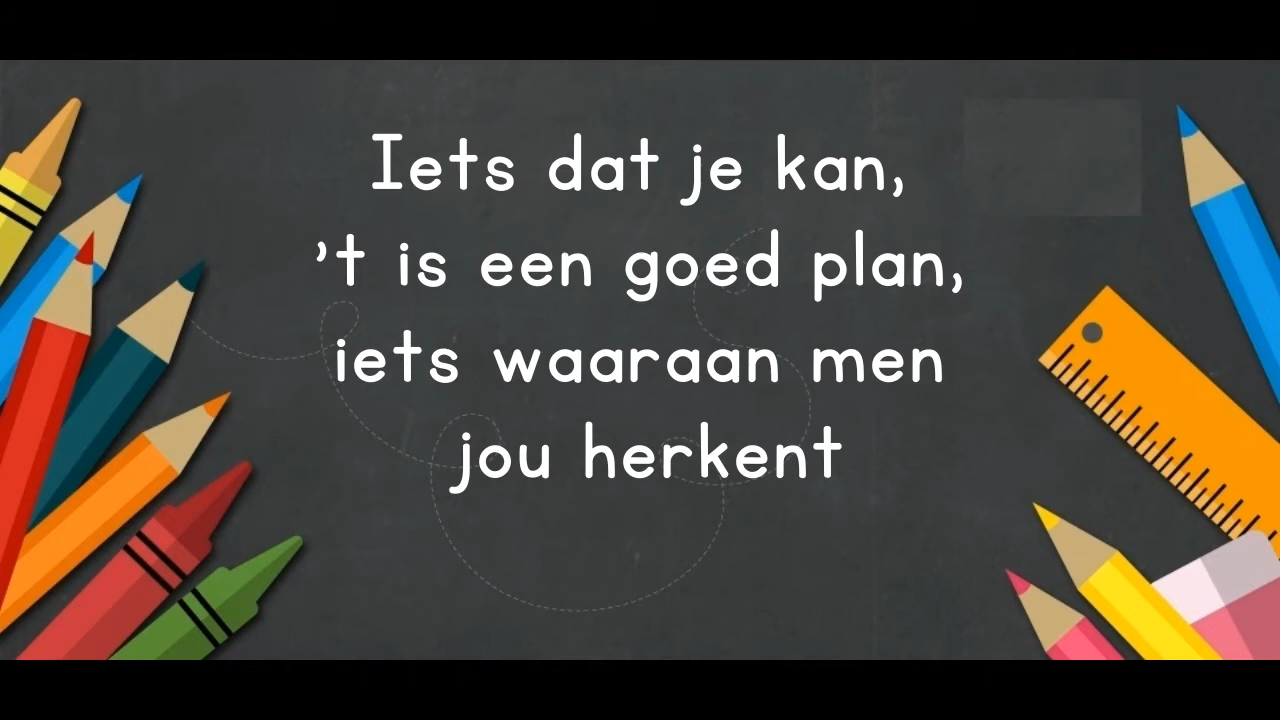 Iets dat je kan,
’t is een goed plan,
iets waaraan men
jou herkent